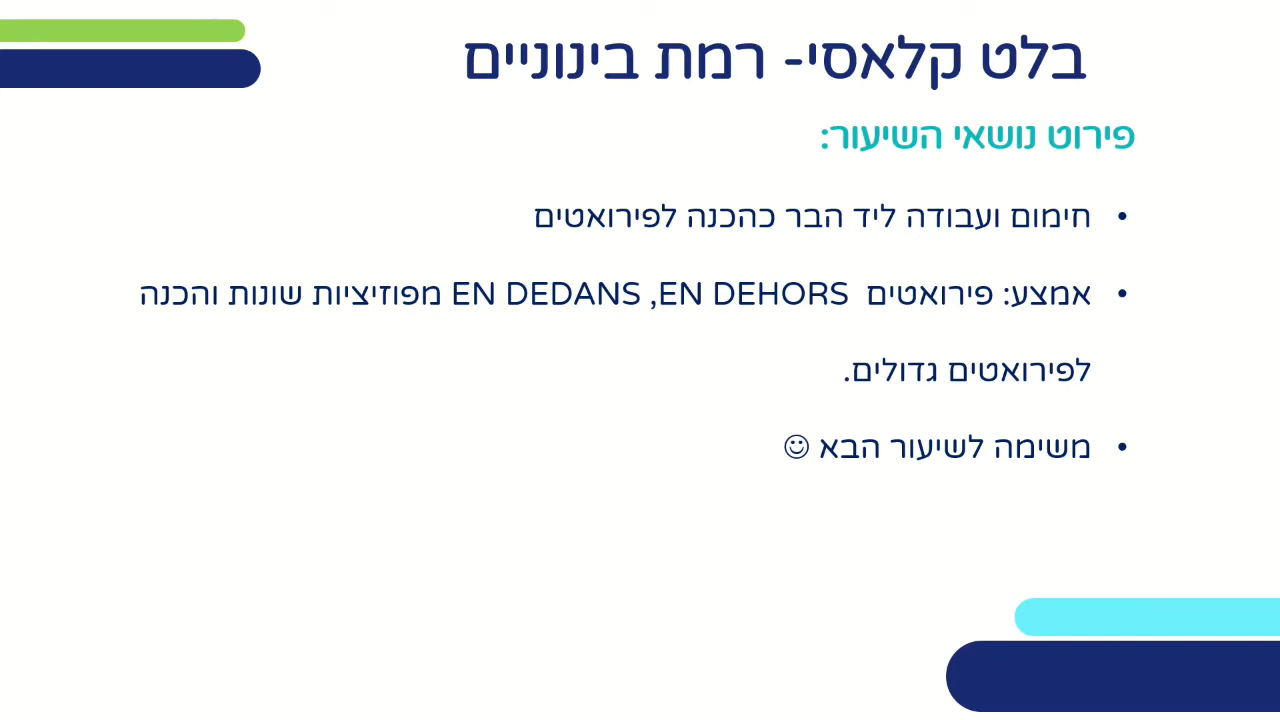 בלט קלאסי- רמת בינוניים
פירוט נושאי השיעור:
• חימום ועבודה ליד הבר כהכנה לפירואטים
• אמצע: פירואטים EN DEHORS, EN DEDANS מפוזיציות שונות והכנה
לפירואטים גדולים.
• משימה לשיעור הבא ☺